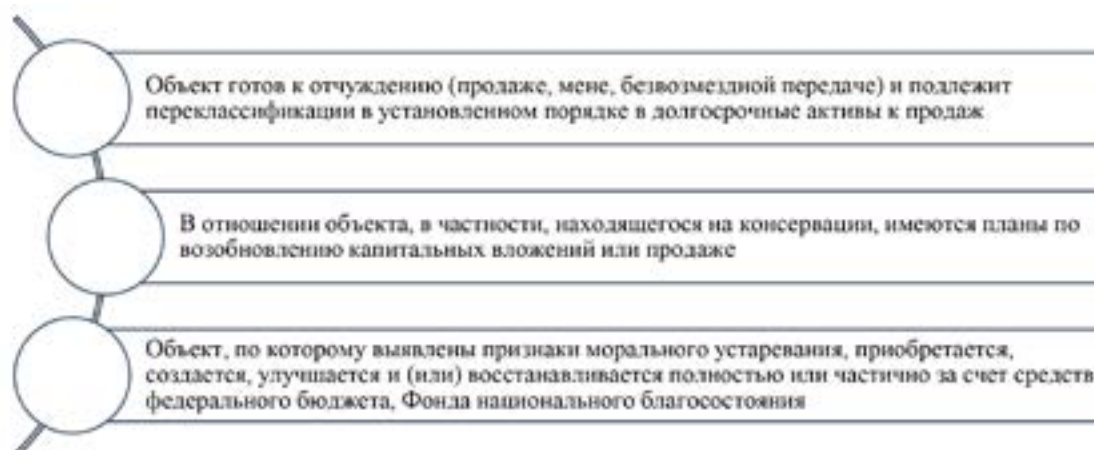 Объект готов к отчуждению (продаже, мене, безвозмездной передаче) и подлежит
переклассификации в установленном порядке в долгосрочные активы к продаж
В отношении объекта, в частности, находящегося на консервации, имеются планы по
возобновлению капитальных вложений или продаже
Объект, по которому выявлены признаки морального устаревания, приобретается,
создается, улучшается и (или) восстанавливается полностью или частично за счет средств
федерального бюджета, Фонда национального благосостояния